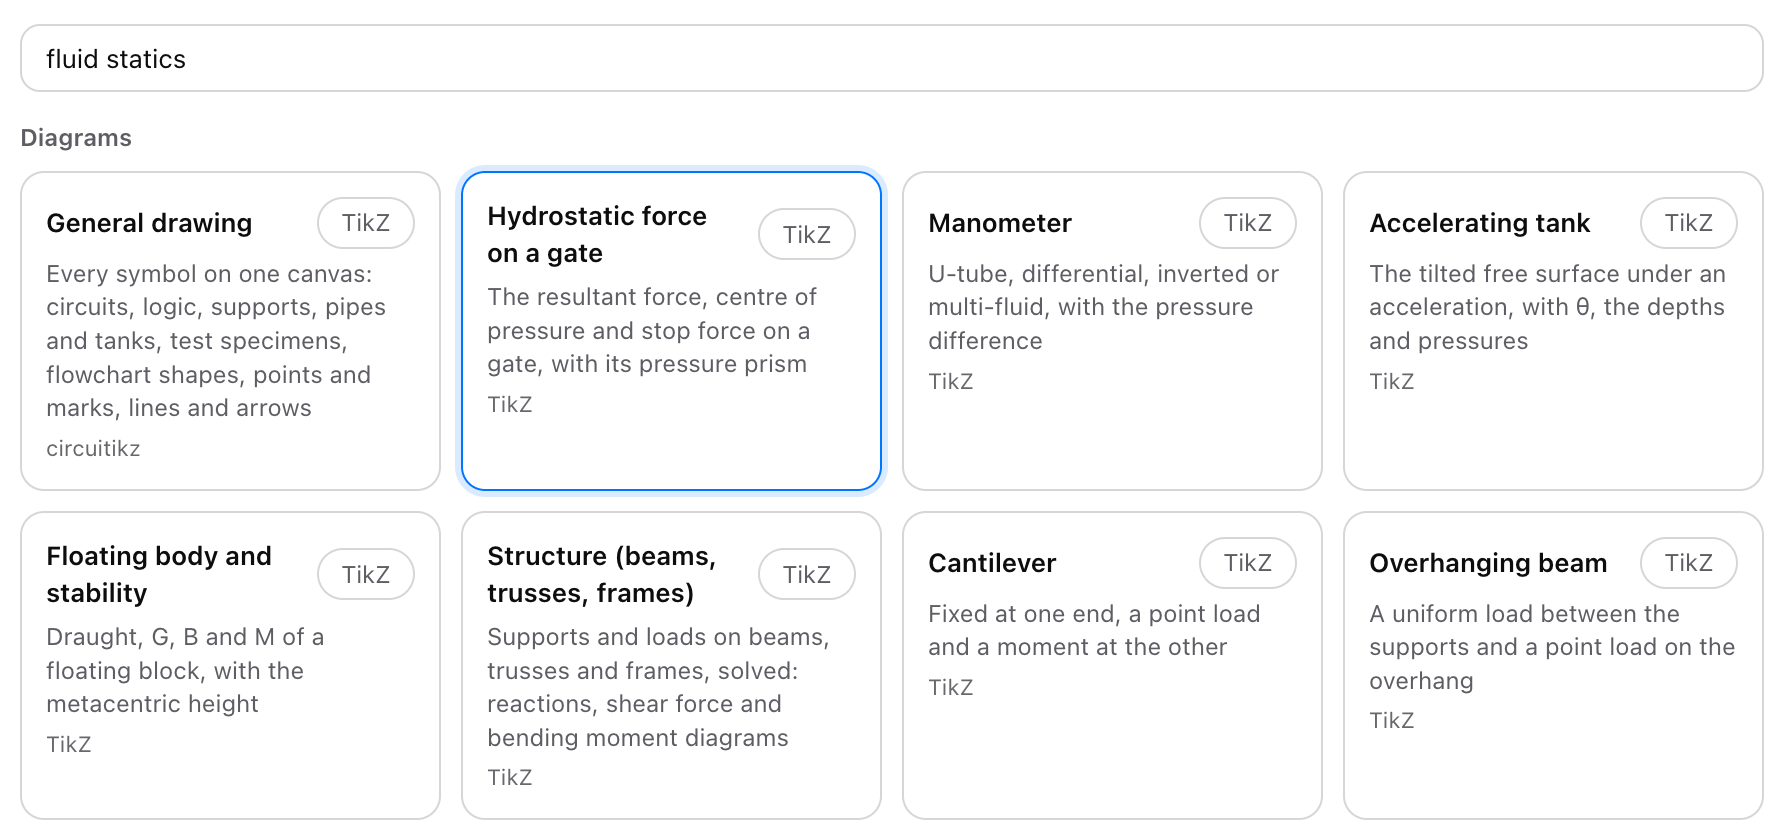 fluid statics
Diagrams
General drawing
TikZ
Every symbol on one canvas:
circuits, logic, supports, pipes
and tanks, test specimens,
flowchart shapes, points and
marks, lines and arrows
circuitikz
Hydrostatic force
on a gate
TikZ
The resultant force, centre of
pressure and stop force on a
gate, with its pressure prism
TikZ
Manometer
TikZ
U-tube, differential, inverted or
multi-fluid, with the pressure
difference
TikZ
Accelerating tank
TikZ
The tilted free surface under an
acceleration, with θ, the depths
and pressures
TikZ
Floating body and
stability
TikZ
Draught, G, B and M of a
floating block, with the
metacentric height
TikZ
Structure (beams,
trusses, frames)
TikZ
Supports and loads on beams,
trusses and frames, solved:
reactions, shear force and
bending moment diagrams
TikZ
Cantilever
TikZ
Fixed at one end, a point load
and a moment at the other
TikZ
Overhanging beam
TikZ
A uniform load between the
supports and a point load on the
overhang
TikZ